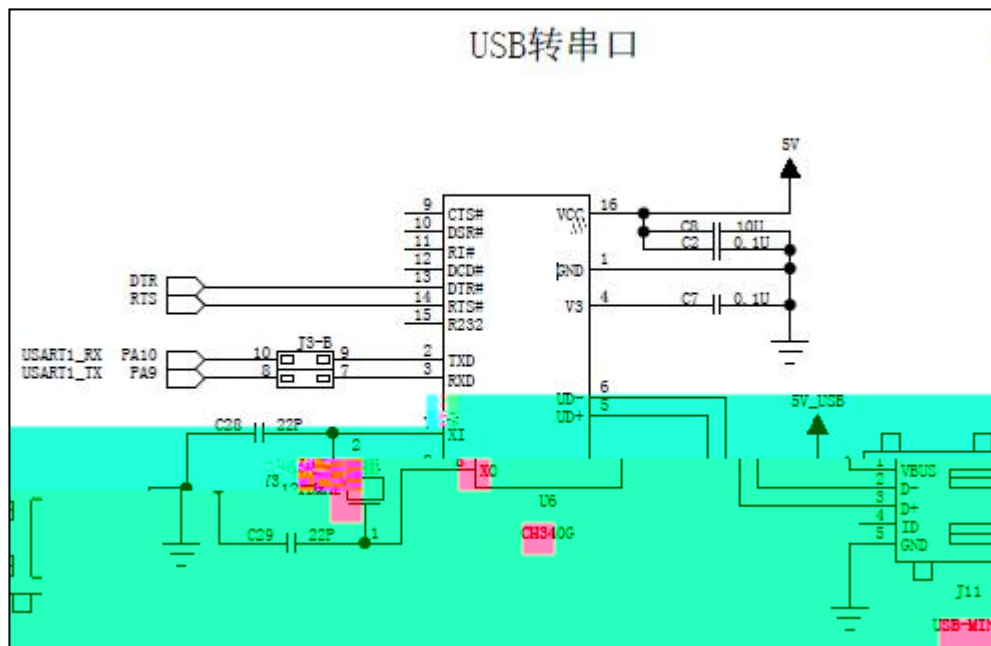 USB转串口
5V
9 CTS# VCC 16
10 DSR# C8 10U
11 RI# C2 0.1U
12 DCD# GND 1
DTR 13 DTR#
RTS 14 RTS# V3 4 C7 0.1U
15 R232
J3-B
USART1_RX PA10 10 9 2 TXD
USART1_TX PA9 8 7 3 RXD
UD- 6
UD+ 5
5V_USB
C28 22P XI
2
XO
1 VBUS
2 D-
3 D+
4 ID
5 GND
U6
C29 22P 1 CH340G
J11